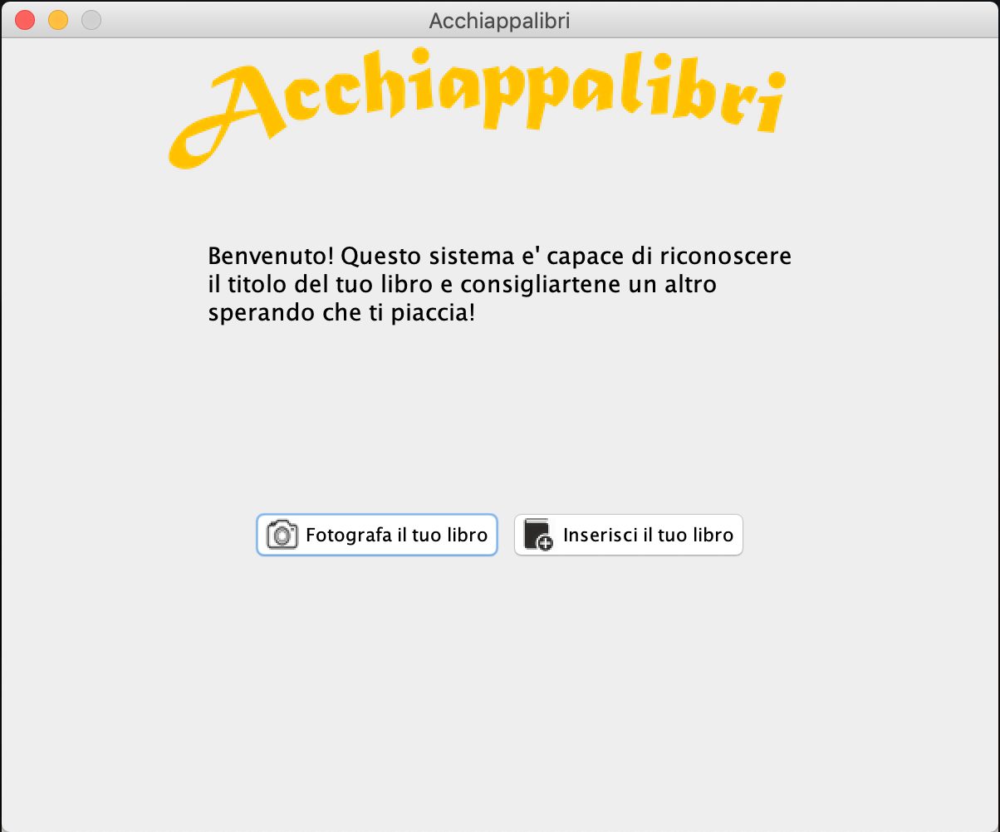 Acchiappalibri
Acchiappalibri
Benvenuto! Questo sistema e' capace di riconoscere
il titolo del tuo libro e consigliartene un altro
sperando che ti piaccia!
Fotografa il tuo libro
Inserisci il tuo libro